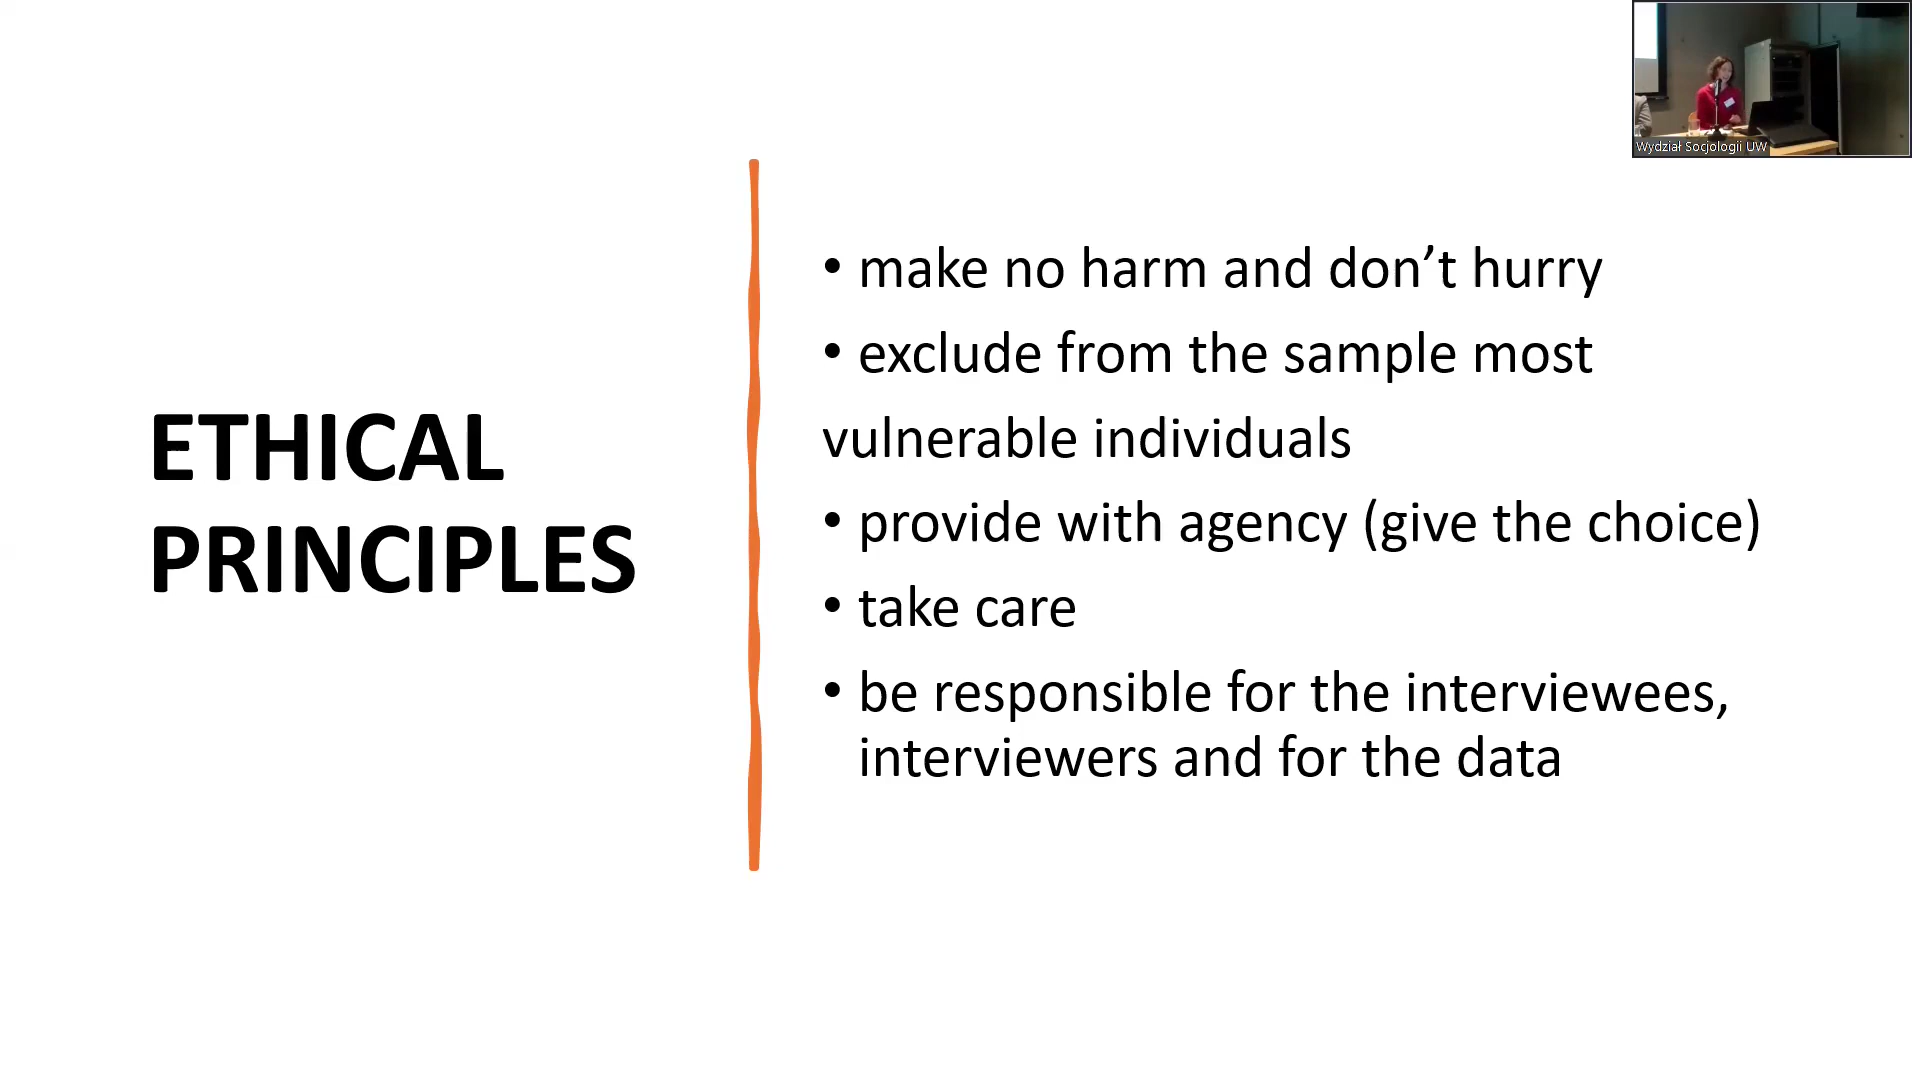 Wydział Socjologii UW
ETHICAL
PRINCIPLES
• make no harm and don’t hurry
• exclude from the sample most
vulnerable individuals
• provide with agency (give the choice)
• take care
• be responsible for the interviewees,
interviewers and for the data